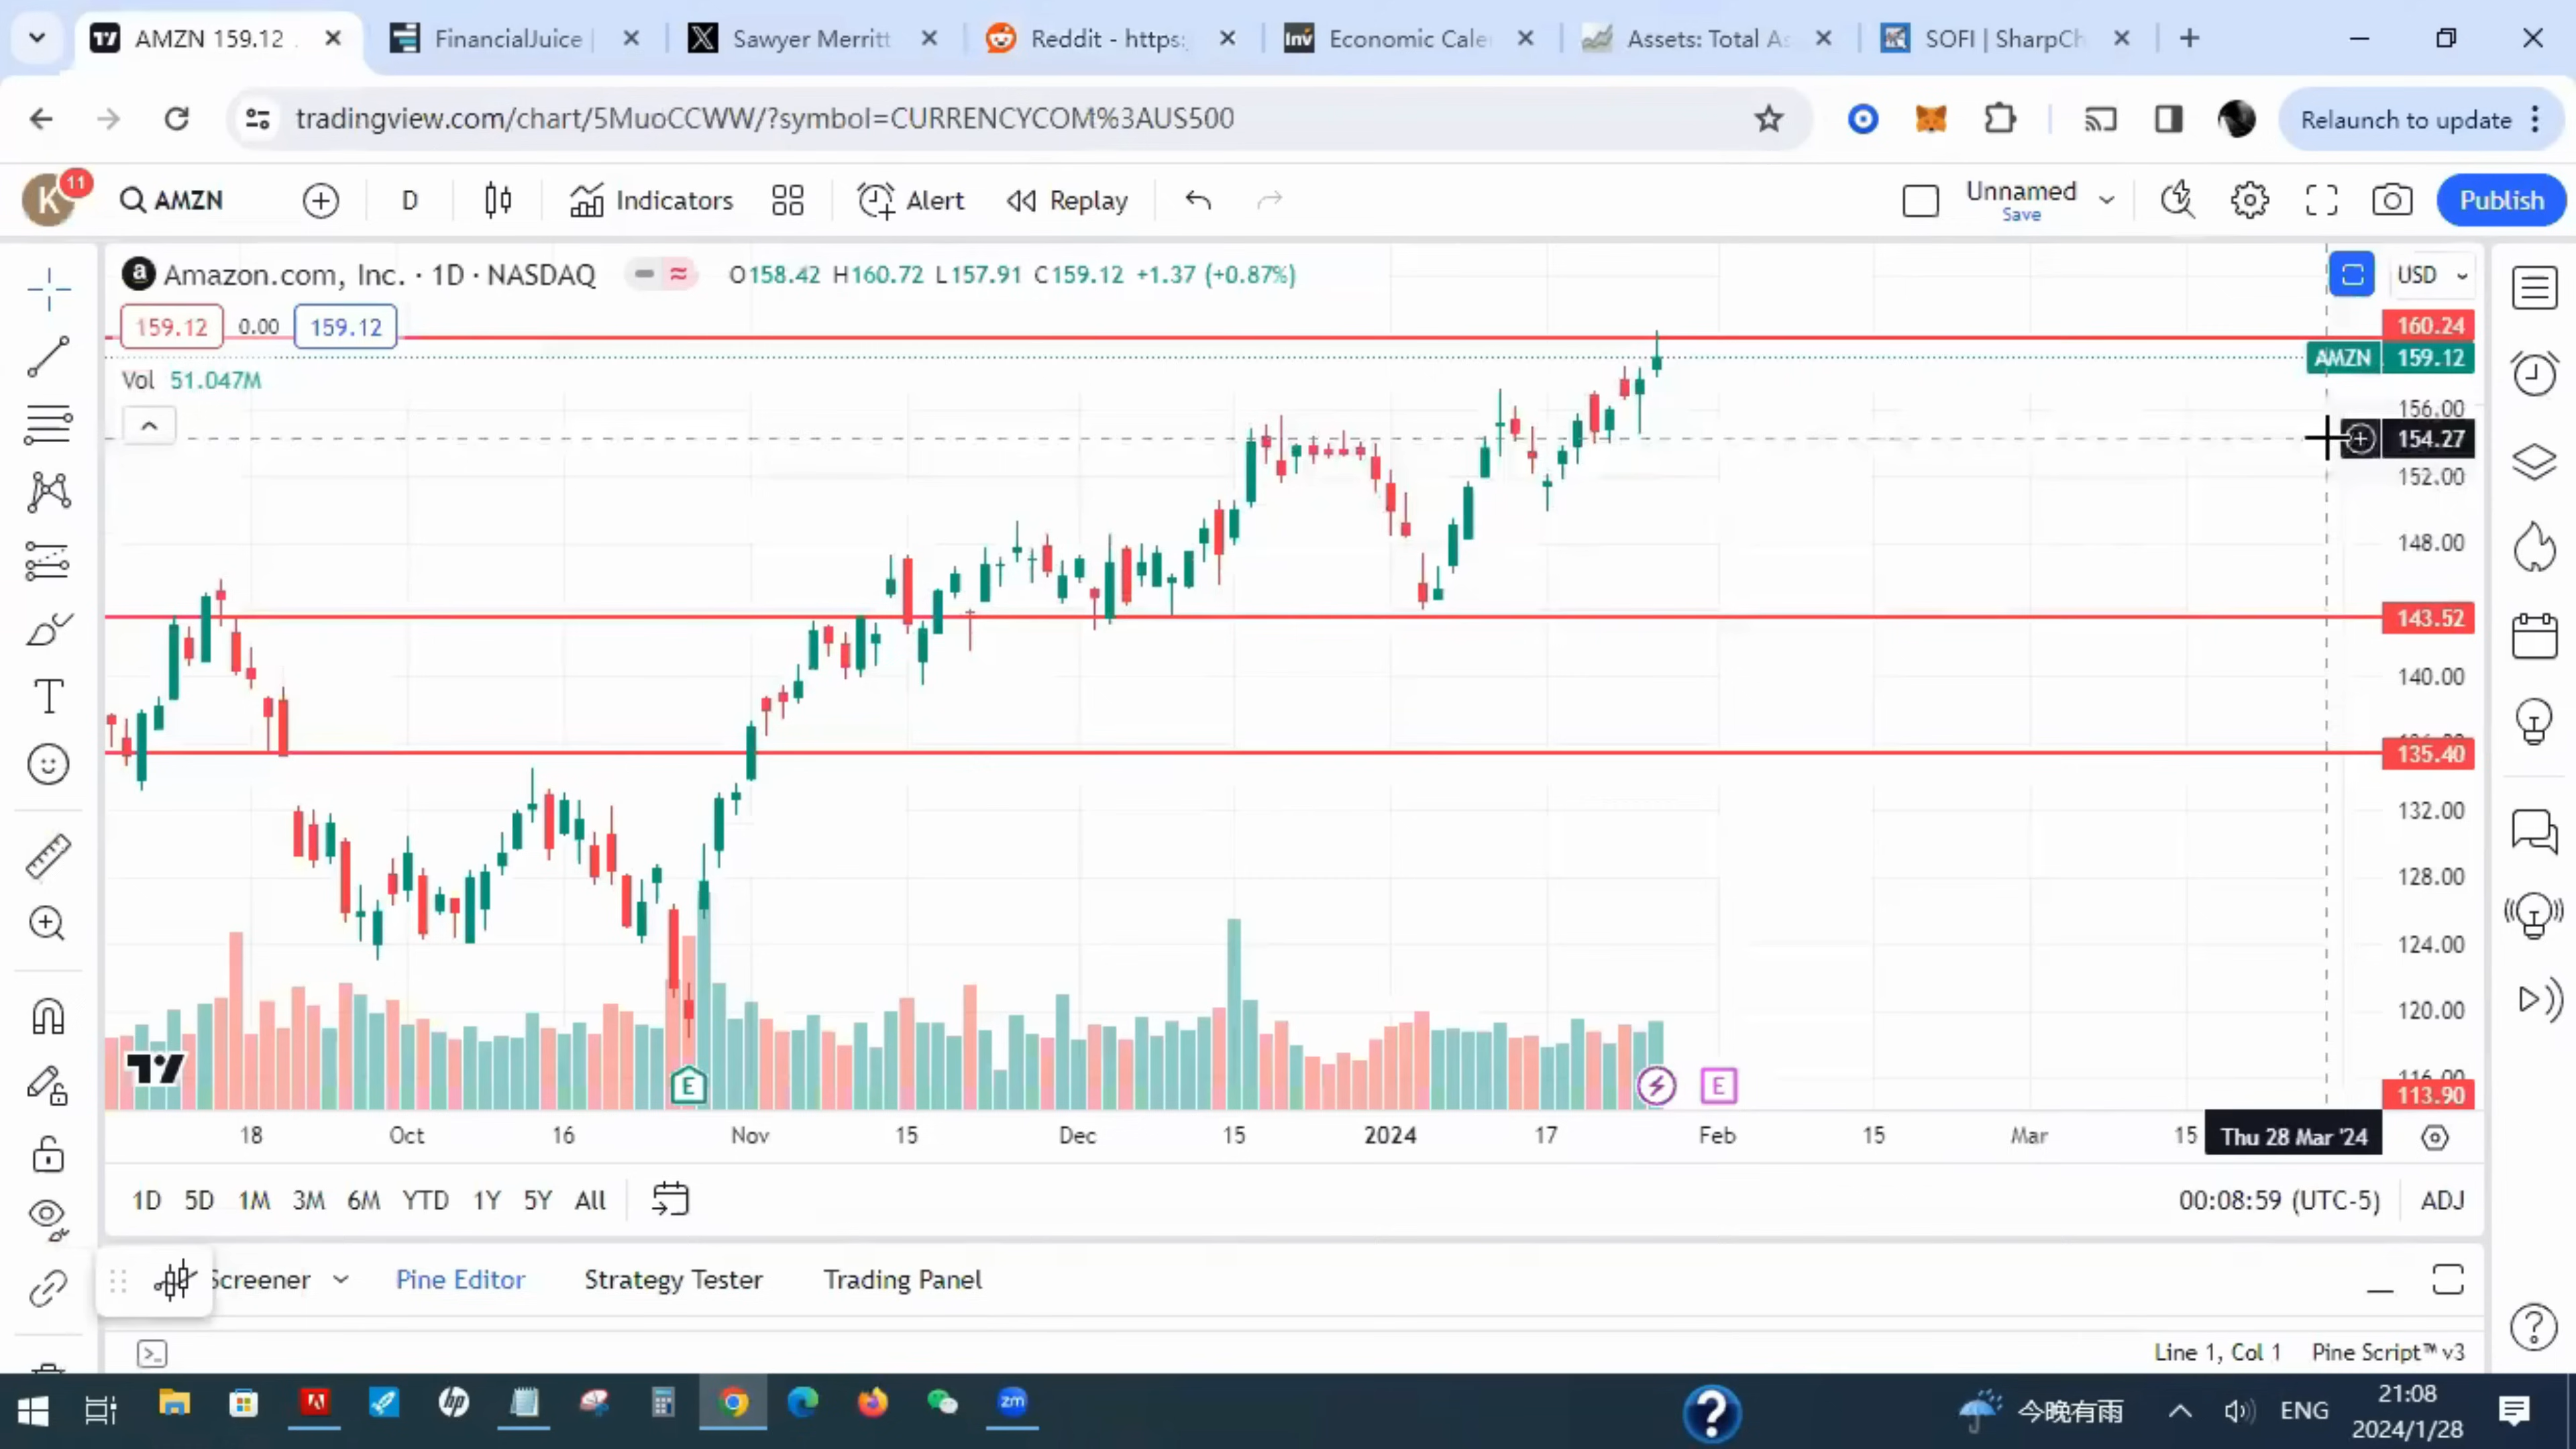 AMZN 159.12
FinancialJuice |
Sawyer Merritt
Reddit - https:
Economic Cale
Assets: Total As
SOFI | SharpCh
tradingview.com/chart/5MuoCCWW/?symbol=CURRENCYCOM%3AUS500
Relaunch to update
K 11
AMZN
D
Indicators
Alert
Replay
Unnamed
Save
Publish
Amazon.com, Inc. · 1D · NASDAQ
O158.42 H160.72 L157.91 C159.12 +1.37 (+0.87%)
USD
159.12 0.00 159.12
160.24
AMZN 159.12
Vol 51.047M
156.00
154.27
152.00
148.00
143.52
140.00
135.40
132.00
128.00
124.00
120.00
116.00
113.90
E
E
18 Oct 16 Nov 15 Dec 15 2024 17 Feb 15 Mar 15 Thu 28 Mar '24
1D 5D 1M 3M 6M YTD 1Y 5Y All
00:08:59 (UTC-5) ADJ
Screener
Pine Editor
Strategy Tester
Trading Panel
Line 1, Col 1
Pine Script™ v3
hp
zm
今晚有雨
ENG
21:08
2024/1/28